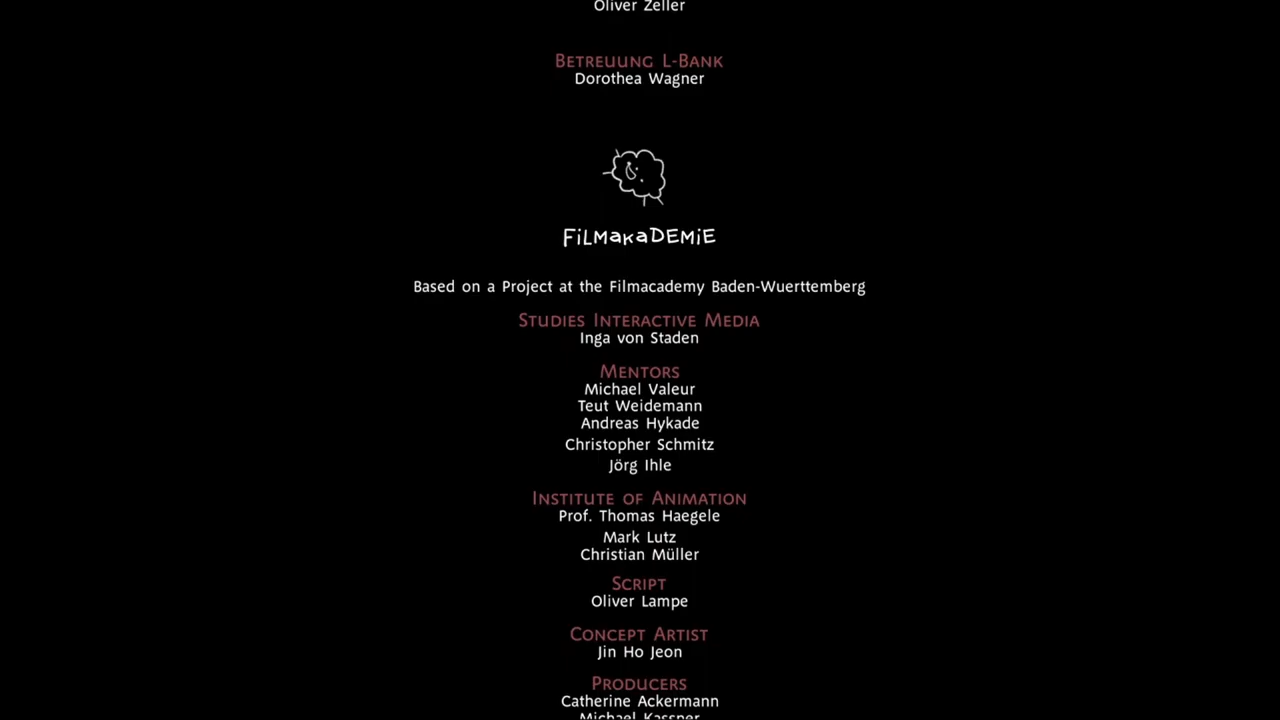 Oliver Zeller
Betreuung L-Bank
Dorothea Wagner
FiLMakaDEMiE
Based on a Project at the Filmacademy Baden-Wuerttemberg
Studies Interactive Media
Inga von Staden
Mentors
Michael Valeur
Teut Weidemann
Andreas Hykade
Christopher Schmitz
Jörg Ihle
Institute of Animation
Prof. Thomas Haegele
Mark Lutz
Christian Müller
Script
Oliver Lampe
Concept Artist
Jin Ho Jeon
Producers
Catherine Ackermann
Michael Kassner